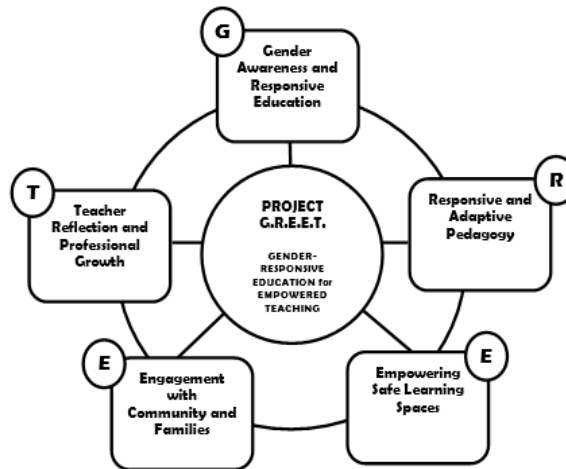 G
Gender
Awareness and
Responsive
Education
R
Responsive and
Adaptive
Pedagogy
E
Empowering
Safe Learning
Spaces
E
Engagement
with
Community and
Families
T
Teacher
Reflection and
Professional
Growth
PROJECT
G.R.E.E.T.
GENDER-
RESPONSIVE
EDUCATION for
EMPOWERED
TEACHING